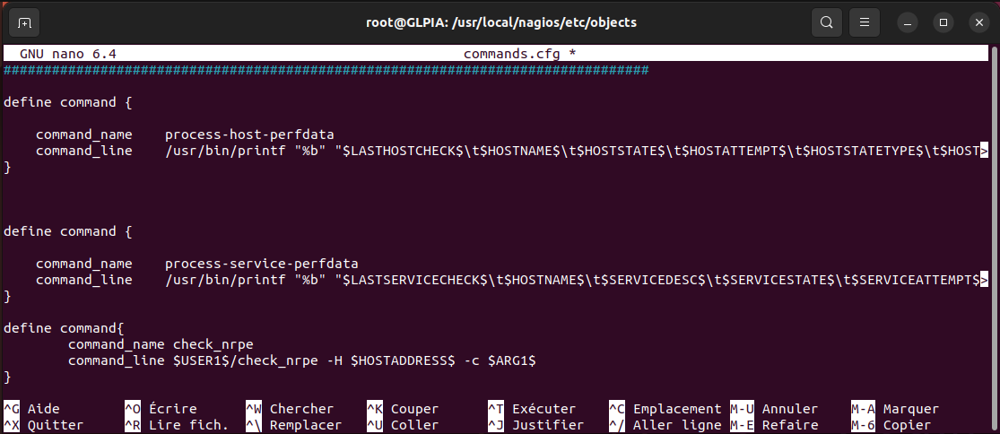 root@GLPIA: /usr/local/nagios/etc/objects
GNU nano 6.4 commands.cfg *
################################################################################
define command {
command_name process-host-perfdata
command_line /usr/bin/printf "%b" "$LASTHOSTCHECK$\t$HOSTNAME$\t$HOSTSTATE$\t$HOSTATTEMPT$\t$HOSTSTATETYPE$\t$HOST>
}
define command {
command_name process-service-perfdata
command_line /usr/bin/printf "%b" "$LASTSERVICECHECK$\t$HOSTNAME$\t$SERVICEDESC$\t$SERVICESTATE$\t$SERVICEATTEMPT$>
}
define command{
command_name check_nrpe
command_line $USER1$/check_nrpe -H $HOSTADDRESS$ -c $ARG1$
}
^G Aide ^O Écrire ^W Chercher ^K Couper ^T Exécuter ^C Emplacement M-U Annuler M-A Marquer
^X Quitter ^R Lire fich. ^\ Remplacer ^U Coller ^J Justifier ^/ Aller ligne M-E Refaire M-6 Copier